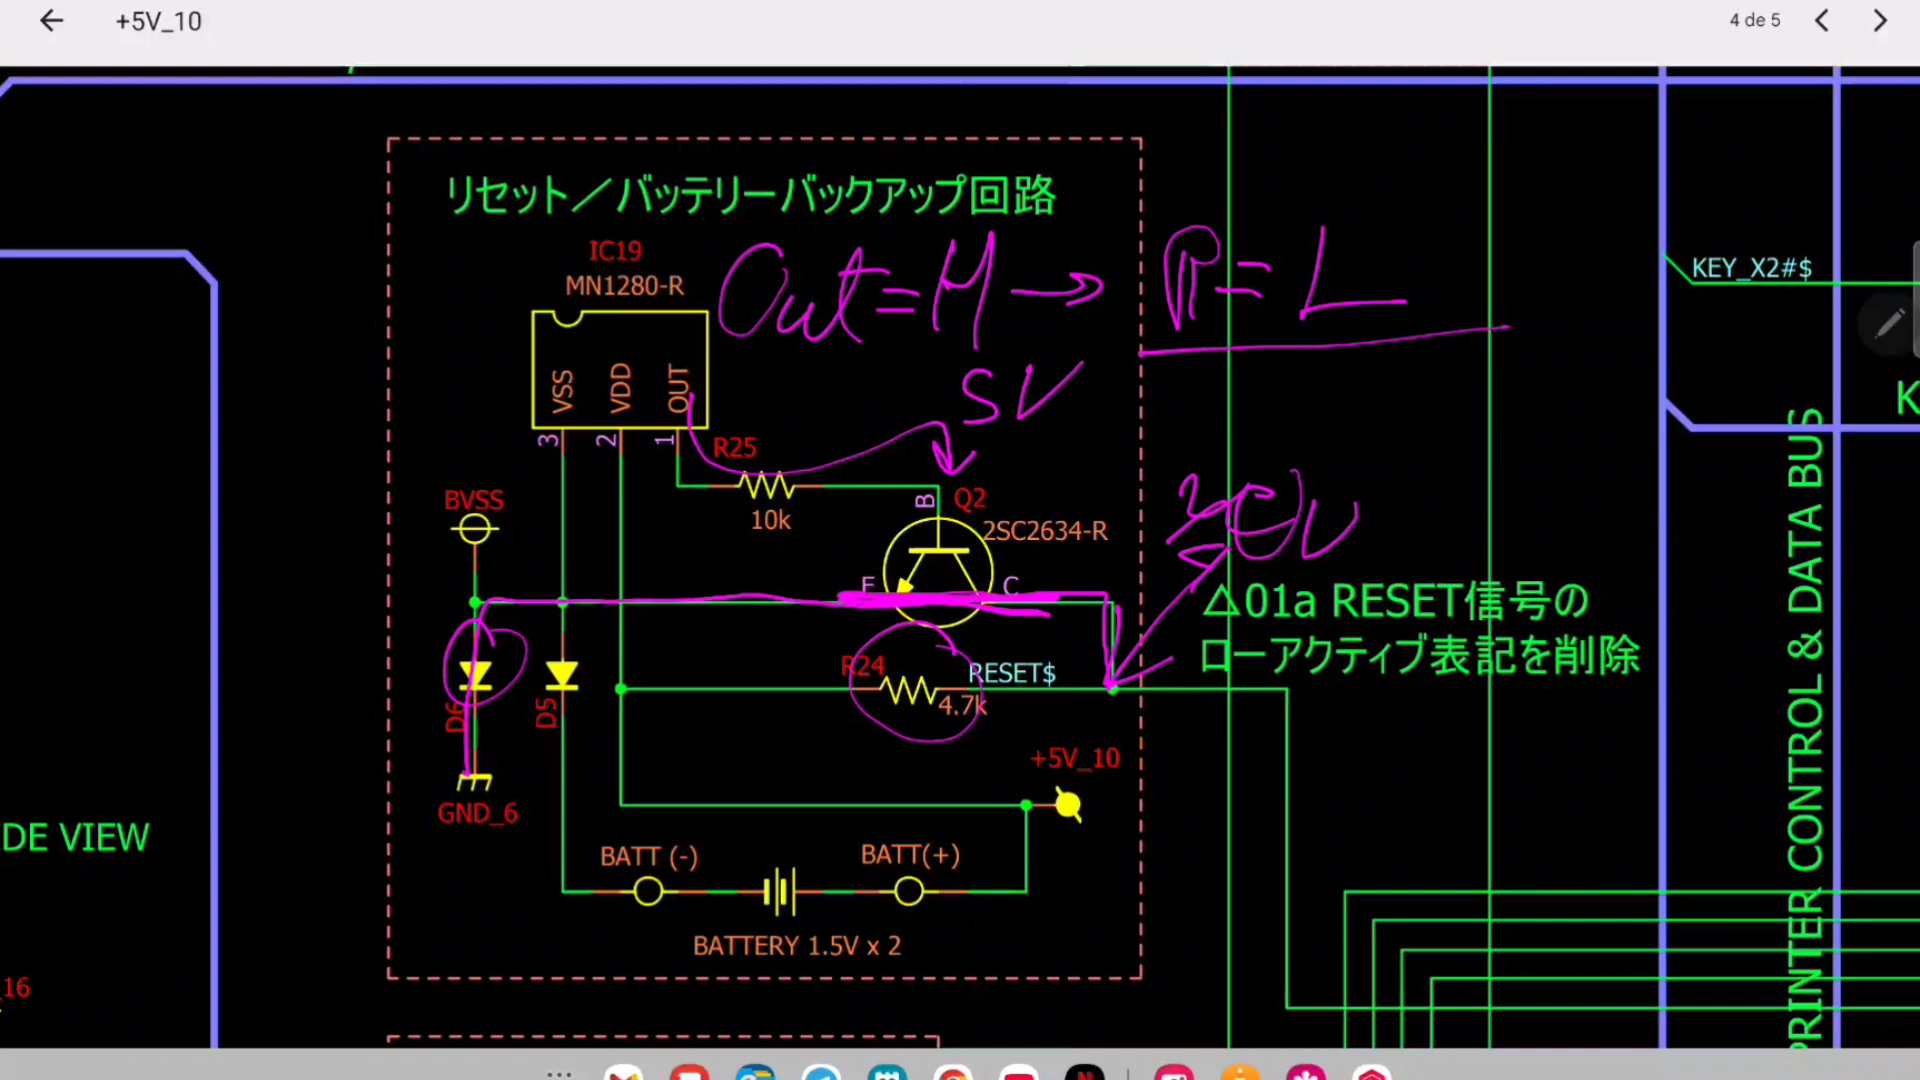 +5V_10
4 de 5
リセット／バッテリーバックアップ回路
IC19
MN1280-R
Out=H→ R=L
KEY_X2#$
VSS
VDD
OUT
3
2
1
5V
K
R25
10k
B
Q2
2SC2634-R
BVSS
E
C
△01a RESET信号の
ローアクティブ表記を削除
R24
RESET$
4.7k
D6
D5
+5V_10
GND_6
DE VIEW
BATT (-)
BATT(+)
BATTERY 1.5V x 2
_16
PRINTER CONTROL & DATA BUS